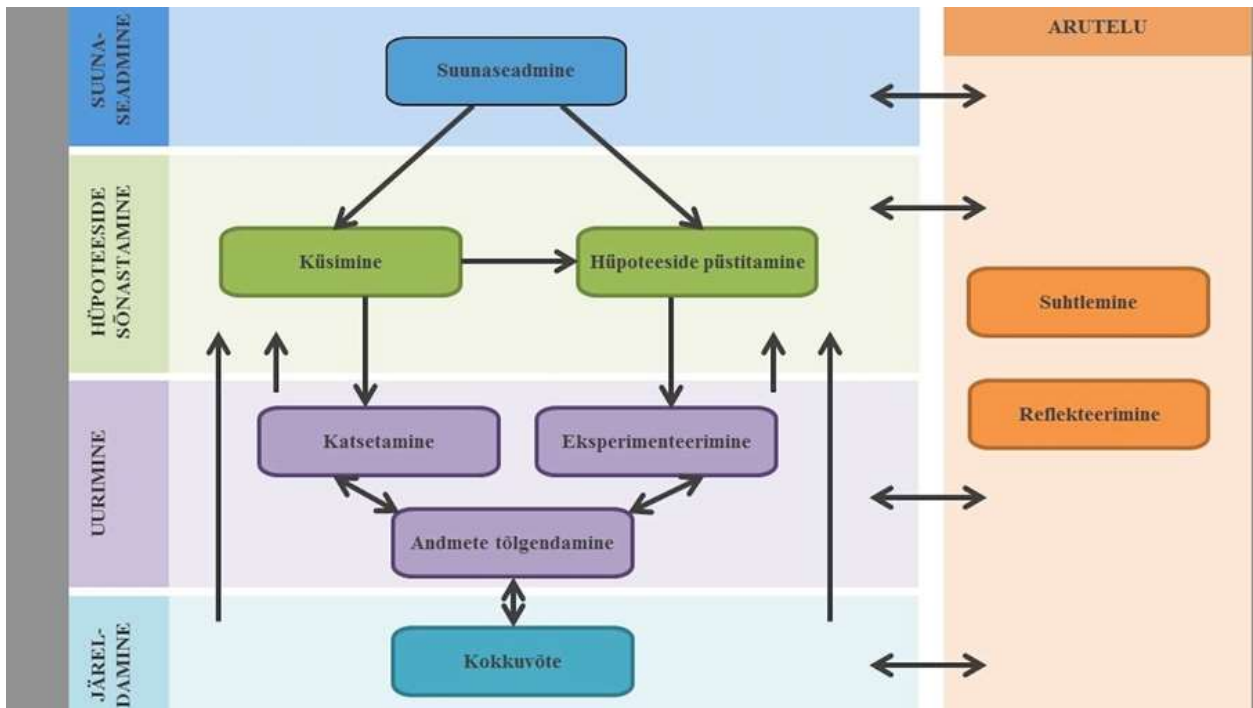 SUUNA-
SEADMINE
Suunaseadmine
ARUTELU
HÜPOTEESIDE
SÕNASTAMINE
Küsimine
Hüpoteeside püstitamine
Suhtlemine
Reflekteerimine
UURIMINE
Katsetamine
Eksperimenteerimine
Andmete tõlgendamine
JÄREL-
DAMINE
Kokkuvõte